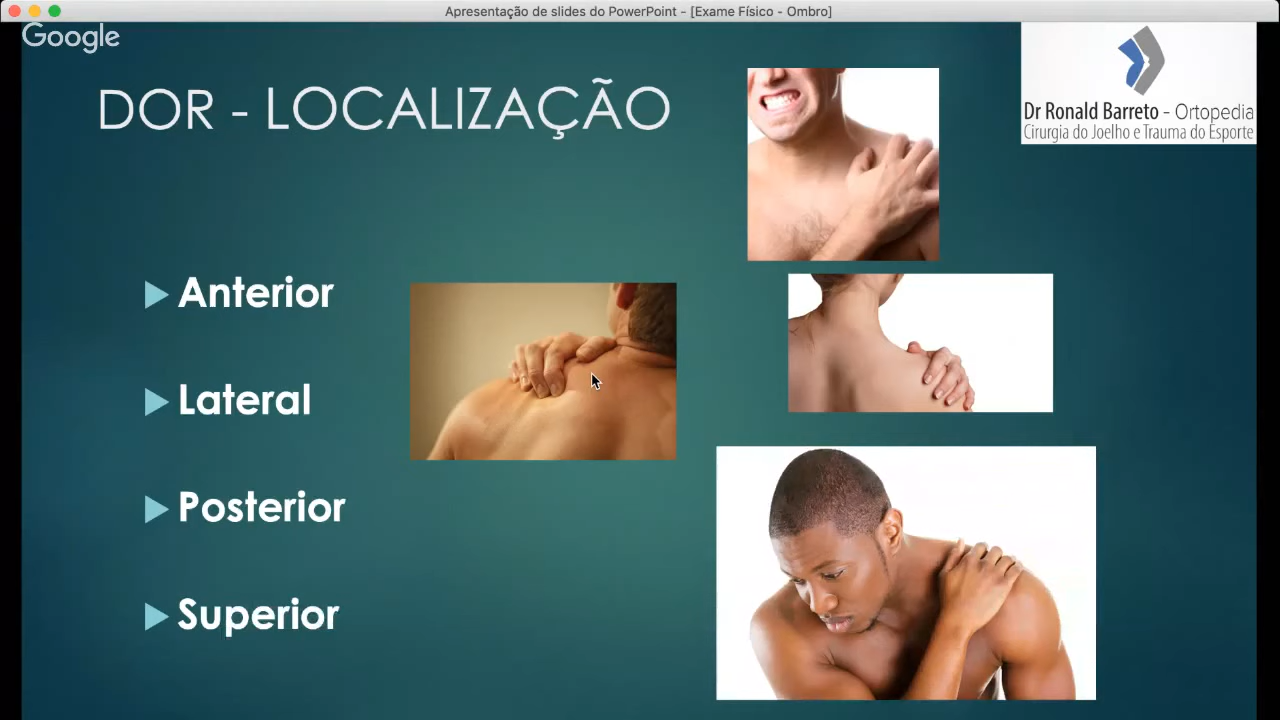 Apresentação de slides do PowerPoint - [Exame Físico - Ombro]
Google
DOR - LOCALIZAÇÃO
Dr Ronald Barreto - Ortopedia
Cirurgia do Joelho e Trauma do Esporte
Anterior
Lateral
Posterior
Superior